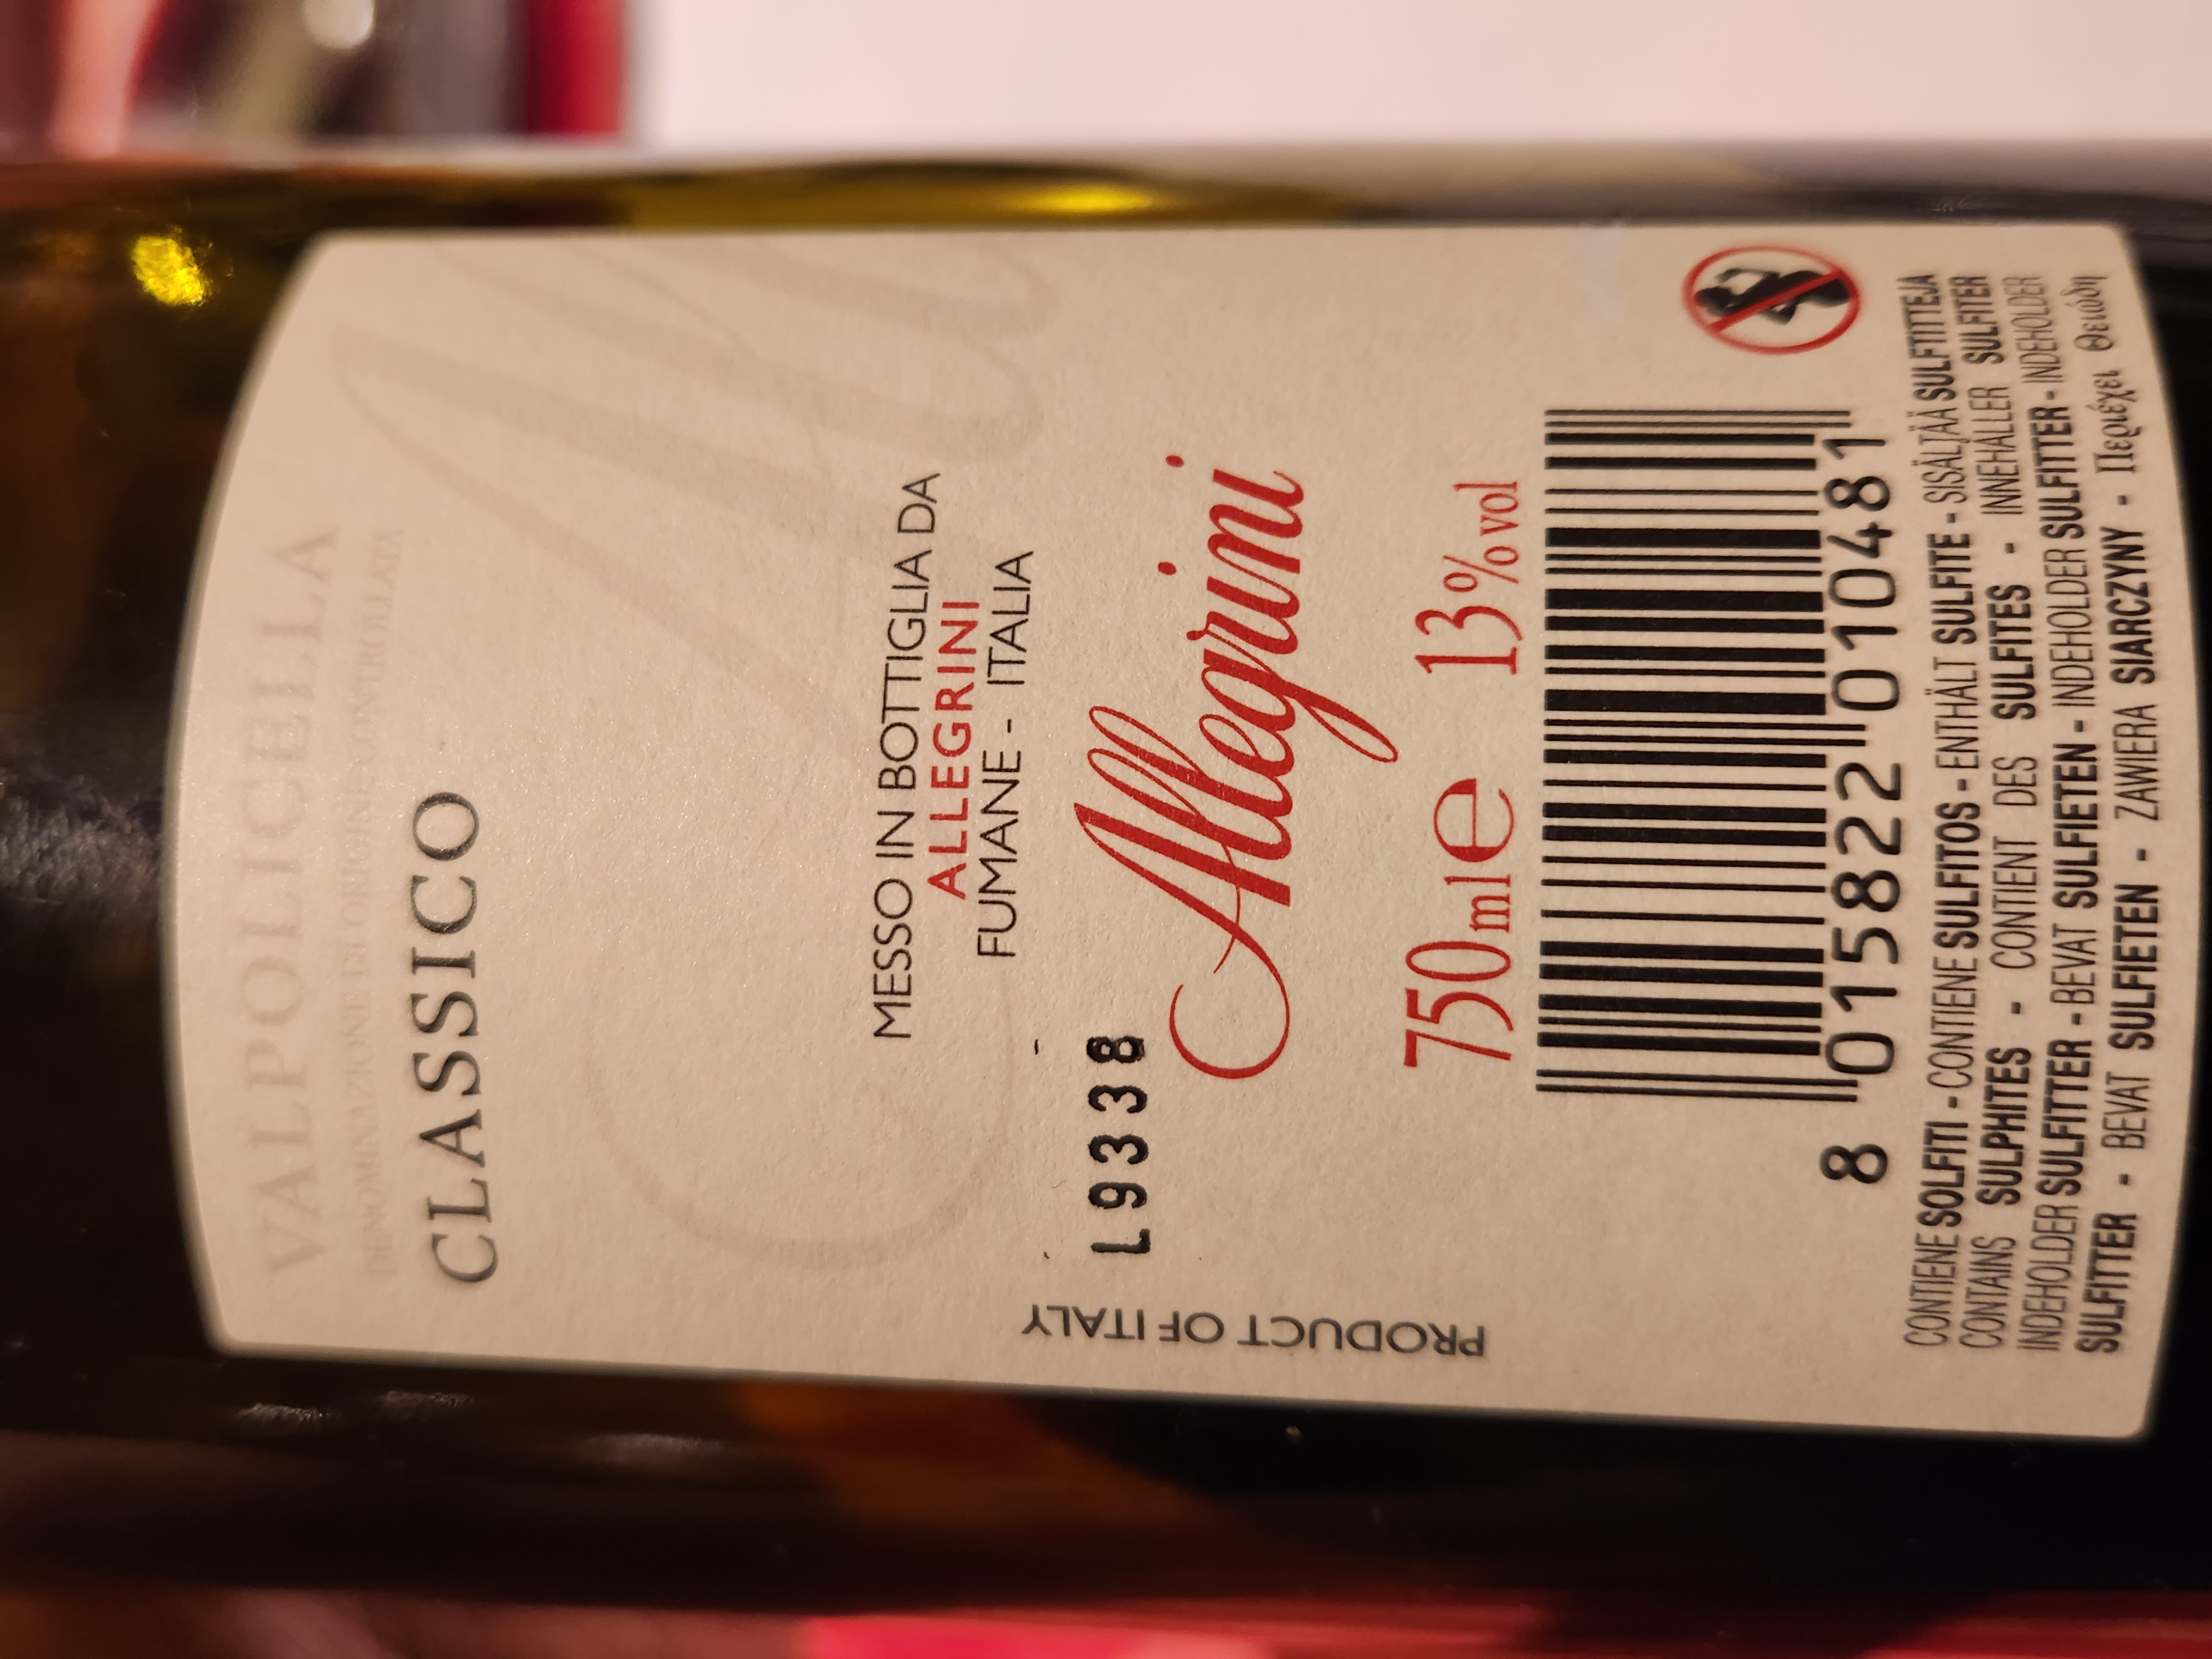 VALPOLICELLA
DENOMINAZIONE DI ORIGINE CONTROLLATA
CLASSICO
MESSO IN BOTTIGLIA DA
ALLEGRINI
FUMANE - ITALIA
L9338
Allegrini
750ml e 13% vol
PRODUCT OF ITALY
8 015822 010481
CONTIENE SOLFITI - CONTIENE SULFITOS - ENTHÄLT SULFITE - SISÄLTÄÄ SULFIITTEJA
CONTAINS SULPHITES - CONTIENT DES SULFITES - INNEHÅLLER SULFITER
INDEHOLDER SULFITTER - BEVAT SULFIETEN - INDEHOLDER SULFITTER - INDEHOLDER
SULFITTER - BEVAT SULFIETEN - ZAWIERA SIARCZYNY - Περιέχει Θειώδη